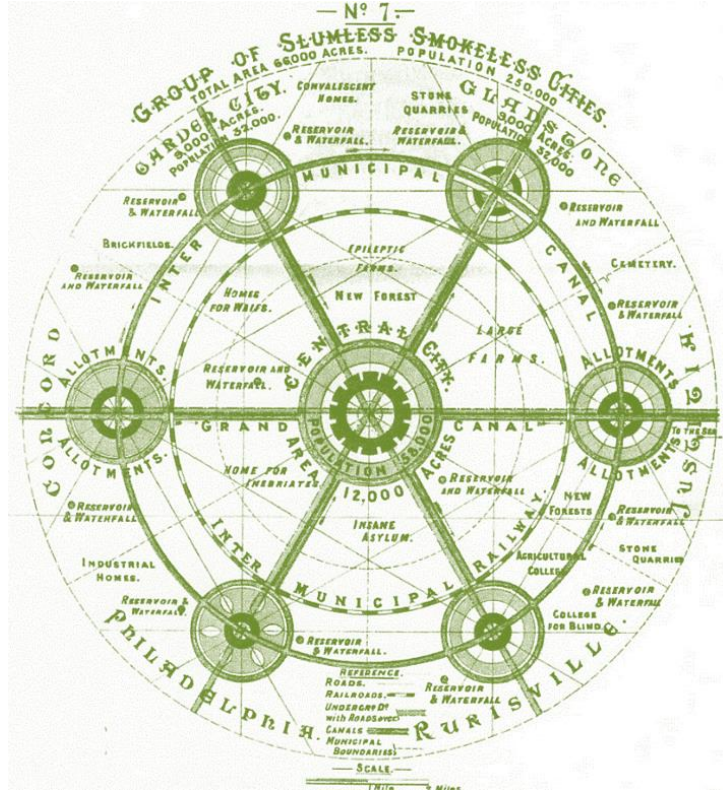 — Nº 7. —
GROUP OF SLUMLESS SMOKELESS CITIES.
TOTAL AREA 66000 ACRES. POPULATION 250,000
GARDEN CITY.
9,000 ACRES.
POPULATION 32,000.
CONVALESCENT
HOMES.
STONE
QUARRIES
GLADSTONE
9,000 ACRES.
POPULATION
32,000
RESERVOIR
& WATERFALL.
RESERVOIR &
WATERFALL.
RESERVOIR
& WATERFALL
RESERVOIR
AND WATERFALL
INTER MUNICIPAL CANAL
BRICKFIELDS.
RESERVOIR
AND WATERFALL
EPILEPTIC
FARMS.
CEMETERY.
HOMES
FOR WAIFS.
NEW FOREST
RESERVOIR
& WATERFALL
LARGE
FARMS.
CONCORD
JUSTITIA
ALLOTMENTS.
ALLOTMENTS
RESERVOIR AND
WATERFALL.
CENTRAL CITY.
GRAND CANAL
TO THE SEA
AREA
12,000
ACRES
POPULATION 58,000
ALLOTMENTS.
ALLOTMENTS
HOME FOR
INEBRIATES.
RESERVOIR
AND WATERFALL
NEW
FORESTS
RESERVOIR
& WATERFALL
RESERVOIR
& WATERFALL
INSANE
ASYLUM.
INTER MUNICIPAL RAILWAY
STONE
QUARRIES
INDUSTRIAL
HOMES.
AGRICULTURAL
COLLEGE
RESERVOIR &
WATERFALL
RESERVOIR
& WATERFALL
COLLEGE
FOR BLIND.
RESERVOIR
& WATERFALL.
PHILADELPHIA.
RURISVILLE.
RESERVOIR
& WATERFALL
REFERENCE.
ROADS.
RAILROADS.
UNDERGRD Do
with ROADS over
CANALS
MUNICIPAL
BOUNDARIES
— SCALE. —
1 Mile 2 Miles